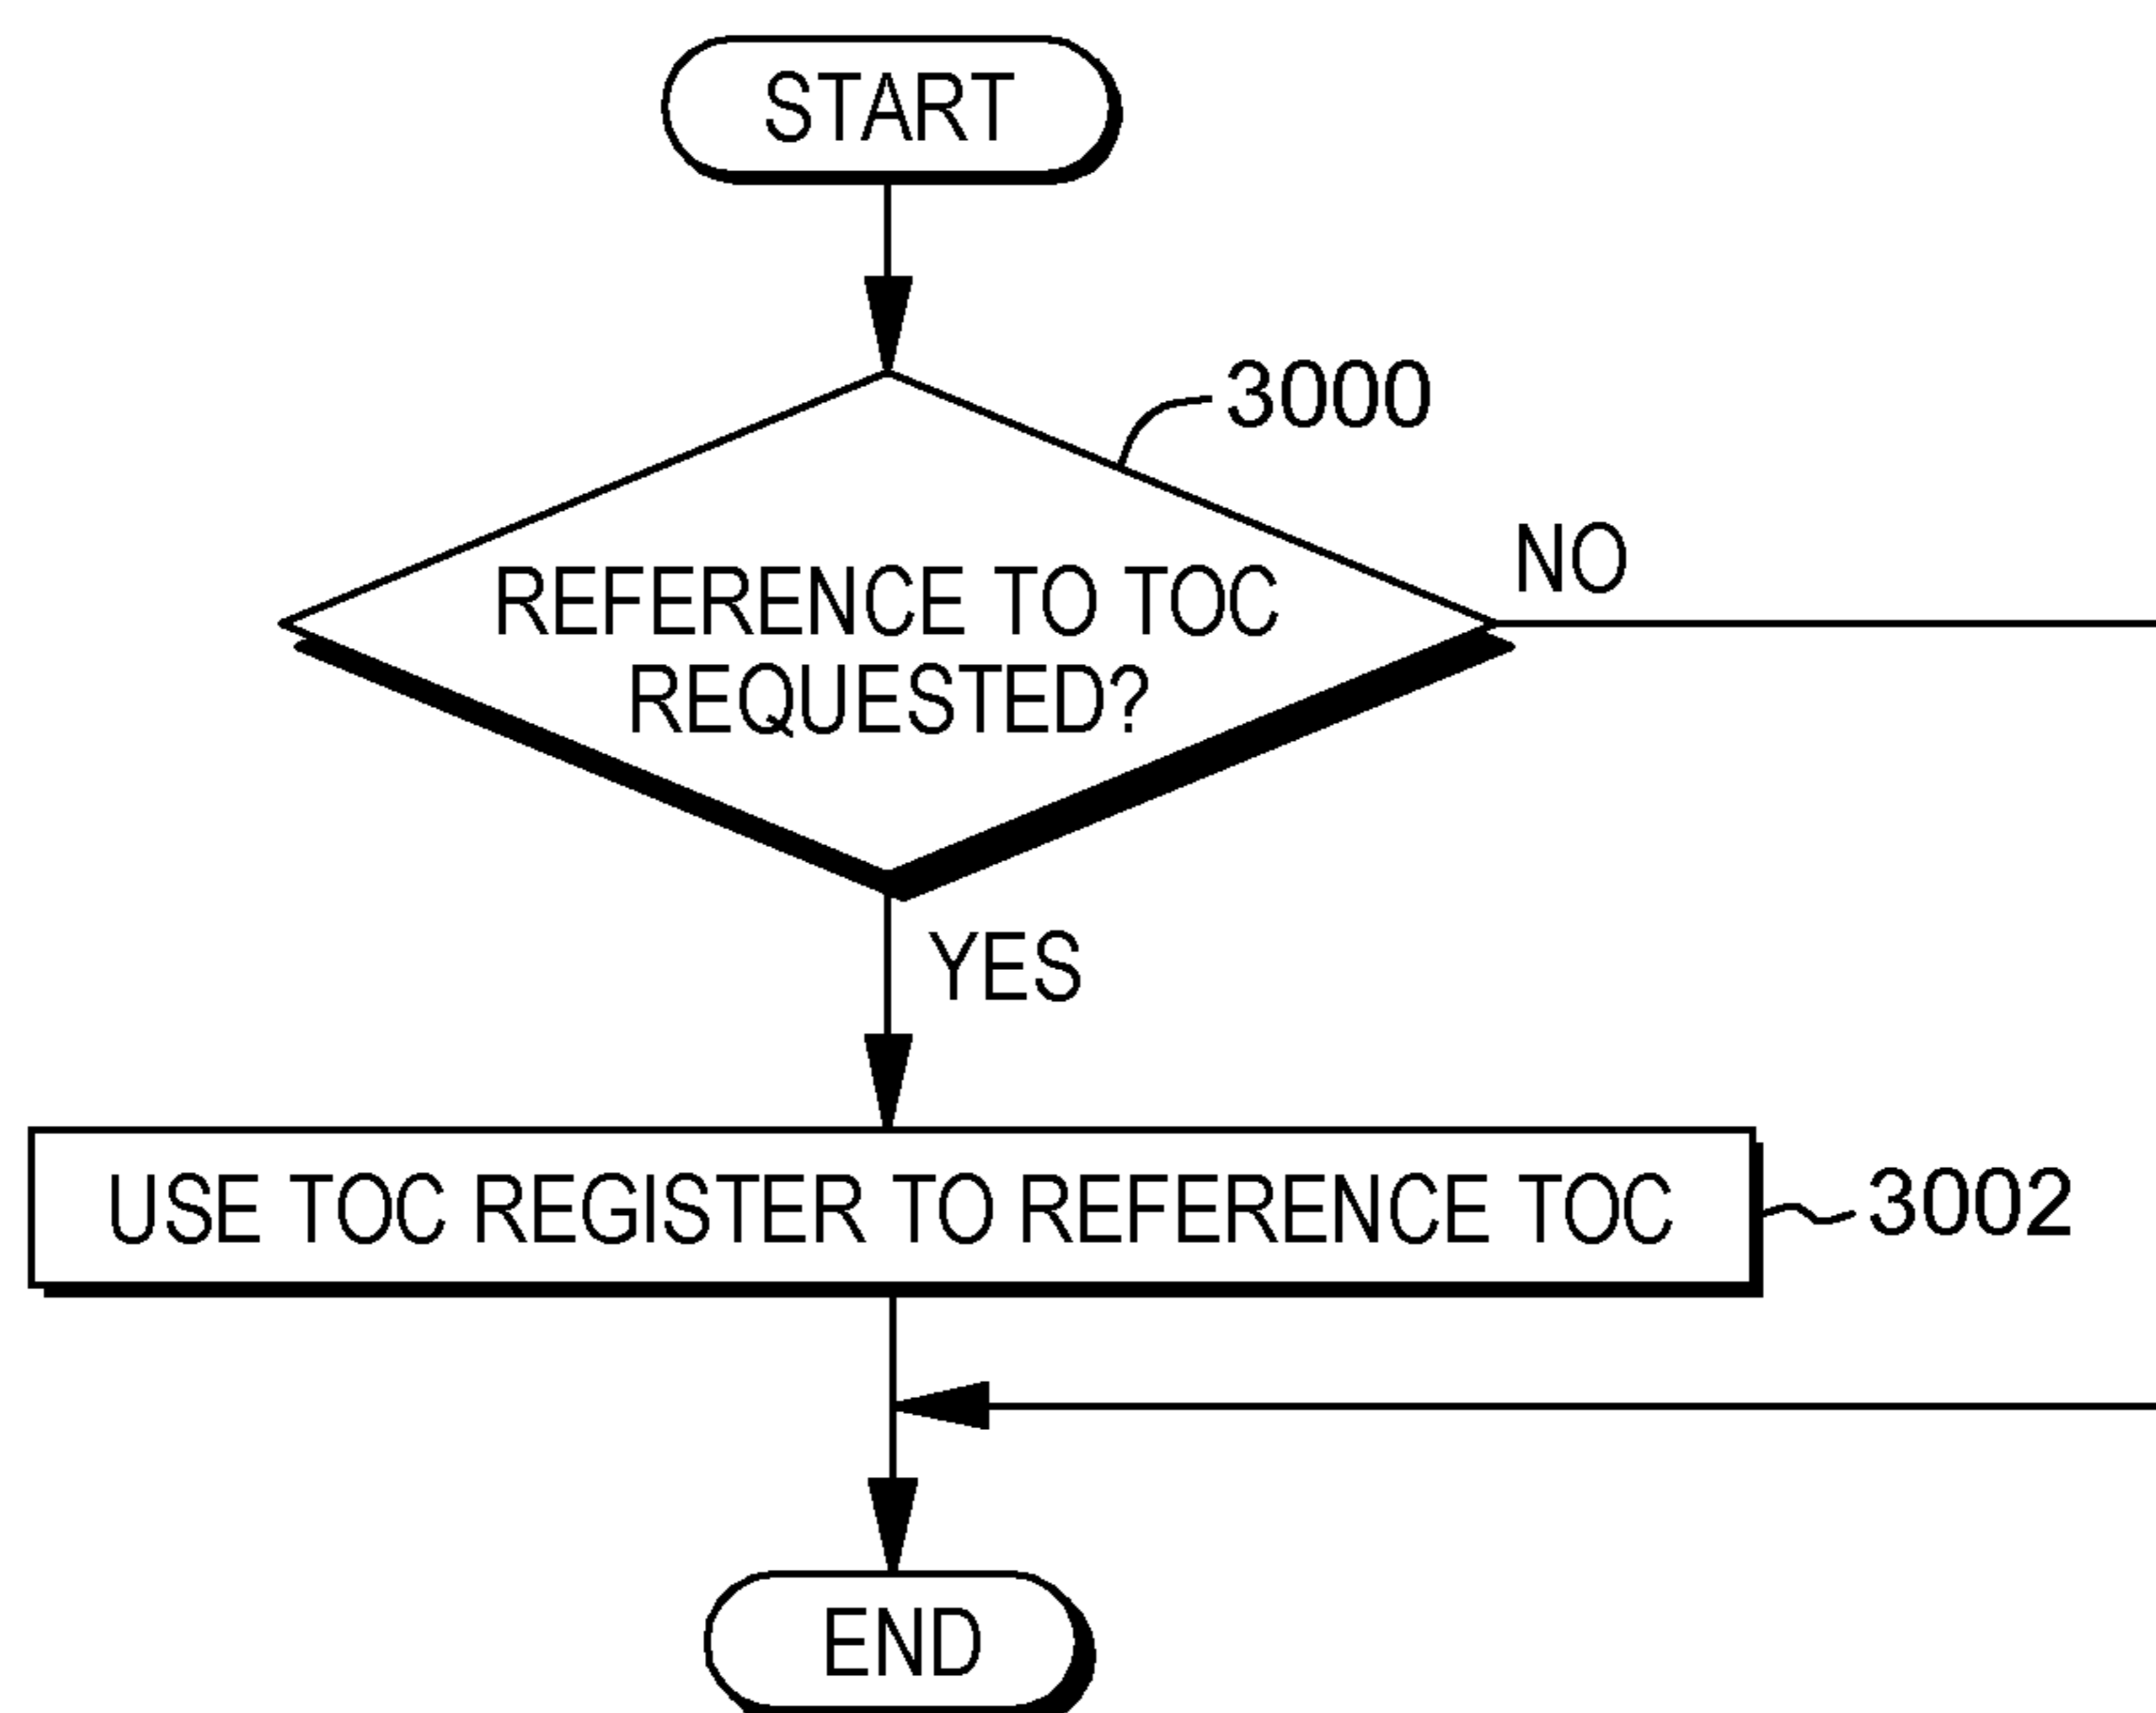 START
3000
NO
REFERENCE TO TOC
REQUESTED?
YES
USE TOC REGISTER TO REFERENCE TOC
3002
END